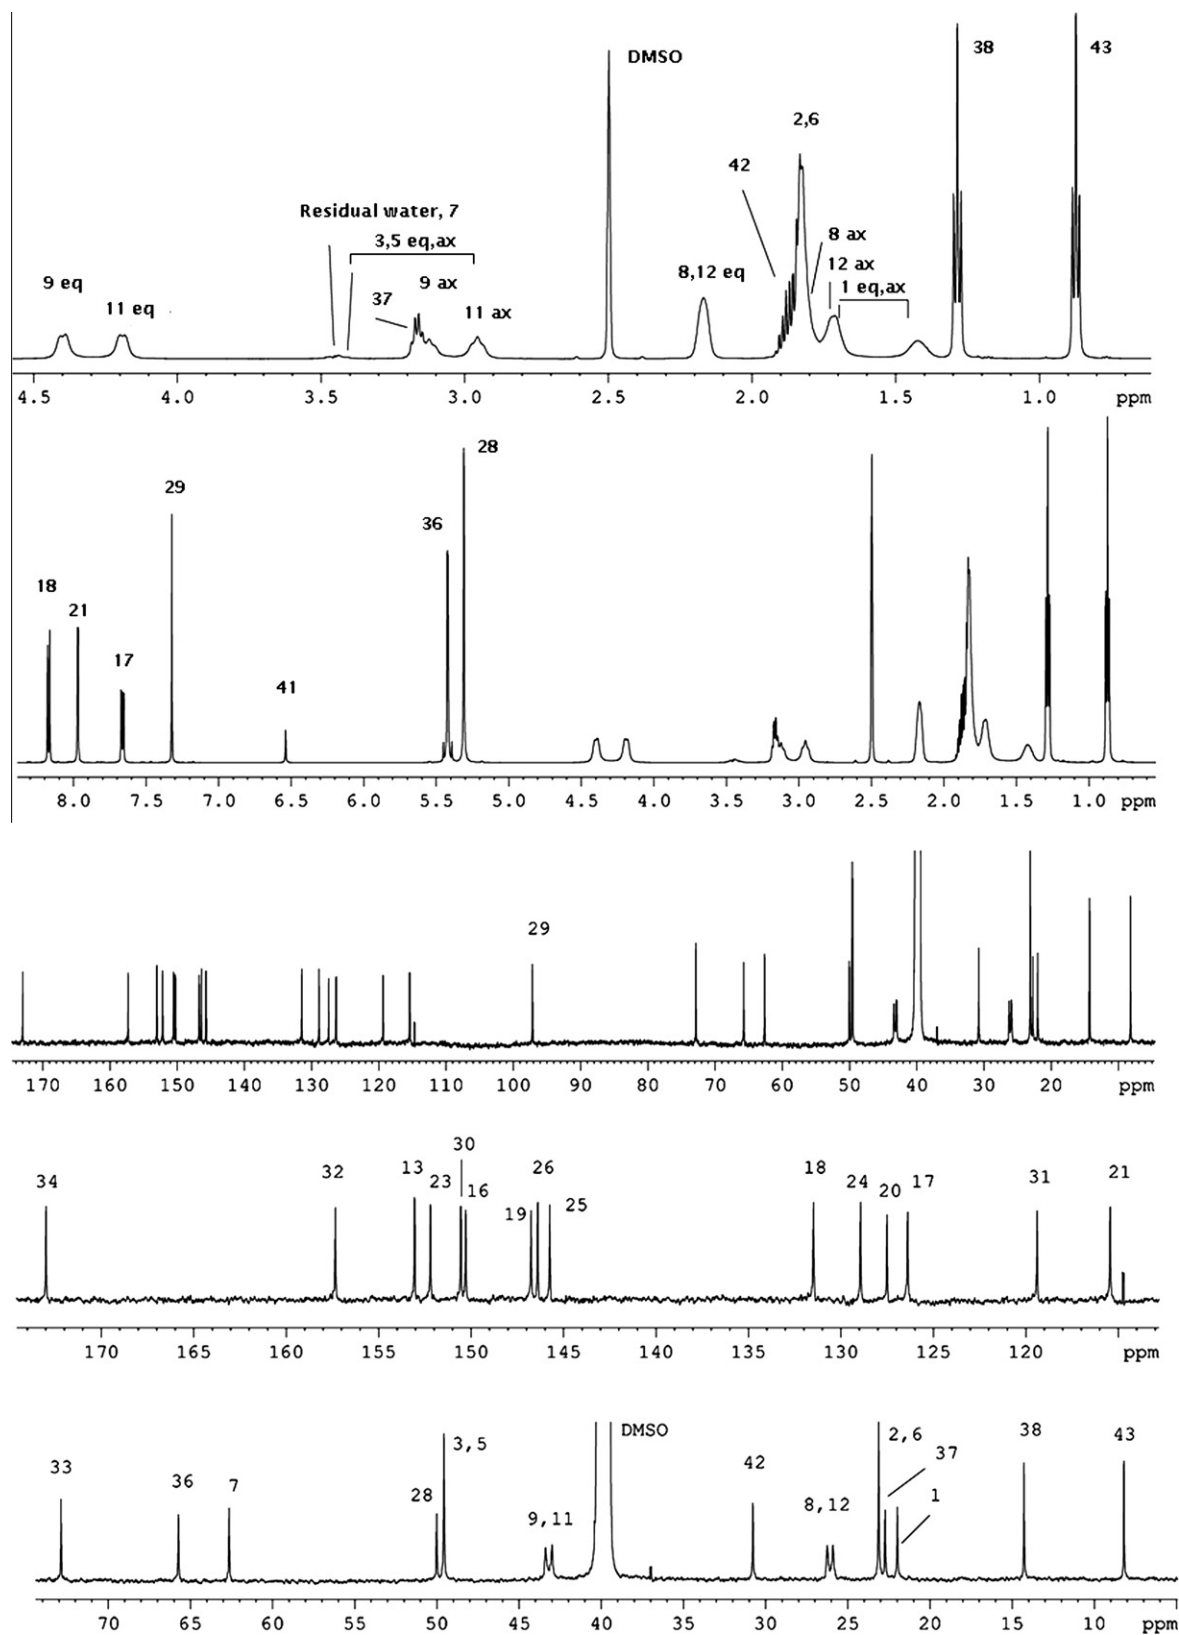 38
43
DMSO
2,6
42
Residual water, 7
3,5 eq,ax
8 ax
12 ax
1 eq,ax
9 eq
11 eq
37
9 ax
11 ax
8,12 eq
4.5 4.0 3.5 3.0 2.5 2.0 1.5 1.0 ppm
28
29
36
18
21
17
41
8.0 7.5 7.0 6.5 6.0 5.5 5.0 4.5 4.0 3.5 3.0 2.5 2.0 1.5 1.0 ppm
29
170 160 150 140 130 120 110 100 90 80 70 60 50 40 30 20 ppm
30
34 32 13 23 16 19 26 25 18 24 20 17 31 21
170 165 160 155 150 145 140 135 130 125 120 ppm
DMSO
33 36 7 28 3,5 9,11 42 8,12 2,6 37 1 38 43
70 65 60 55 50 45 40 35 30 25 20 15 10 ppm